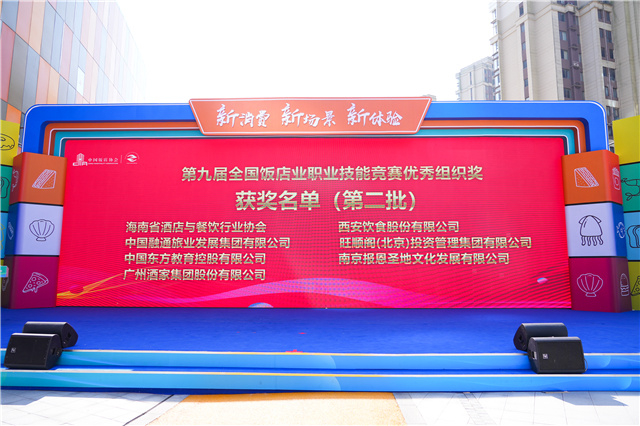 新消费 新场景 新体验
中国饭店协会
第九届全国饭店业职业技能竞赛优秀组织奖
获奖名单（第二批）
海南省酒店与餐饮行业协会
中国融通旅业发展集团有限公司
中国东方教育控股有限公司
广州酒家集团股份有限公司
西安饮食股份有限公司
旺顺阁(北京)投资管理集团有限公司
南京报恩圣地文化发展有限公司